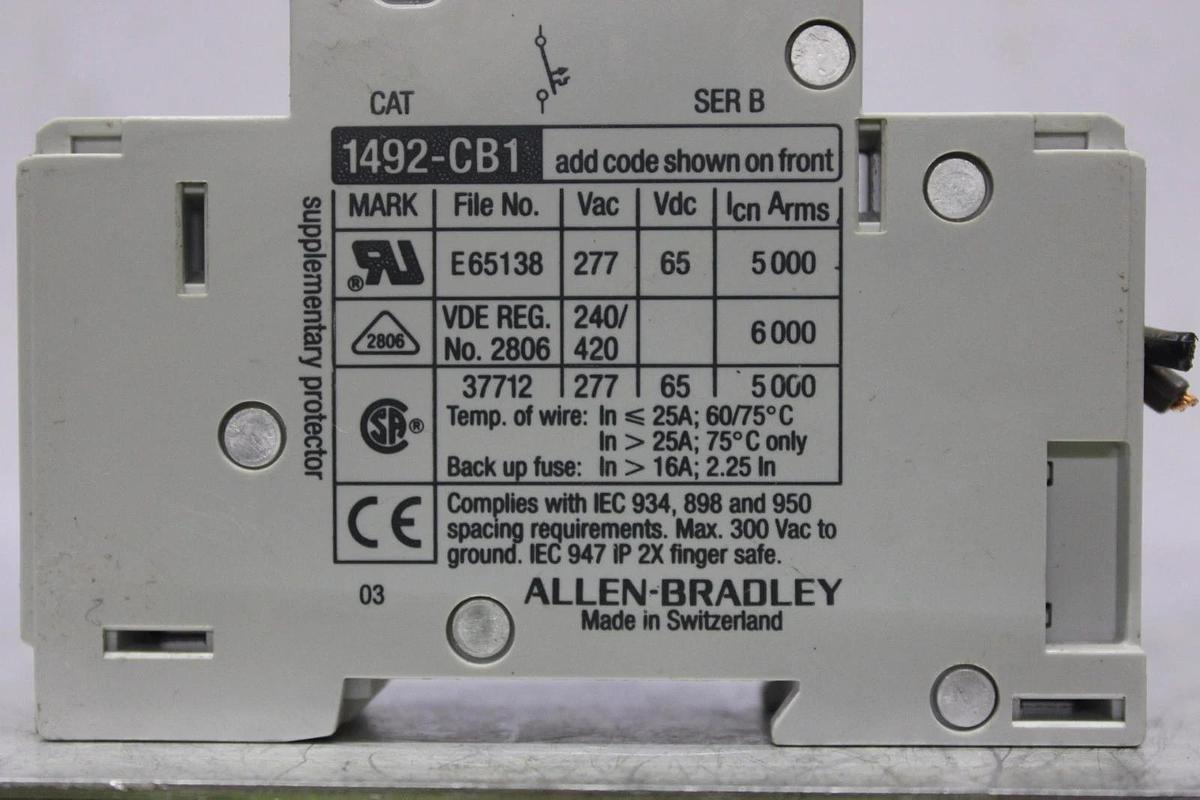 CAT SER B
1492-CB1 add code shown on front
supplementary protector
MARK File No. Vac Vdc Icn Arms
RU® E65138 277 65 5000
2806 VDE REG. No. 2806 240/420 6000
SA® 37712 277 65 5000
Temp. of wire: In ≤ 25A; 60/75°C
In > 25A; 75°C only
Back up fuse: In > 16A; 2.25 In
CE Complies with IEC 934, 898 and 950
spacing requirements. Max. 300 Vac to
ground. IEC 947 iP 2X finger safe.
03
ALLEN-BRADLEY
Made in Switzerland